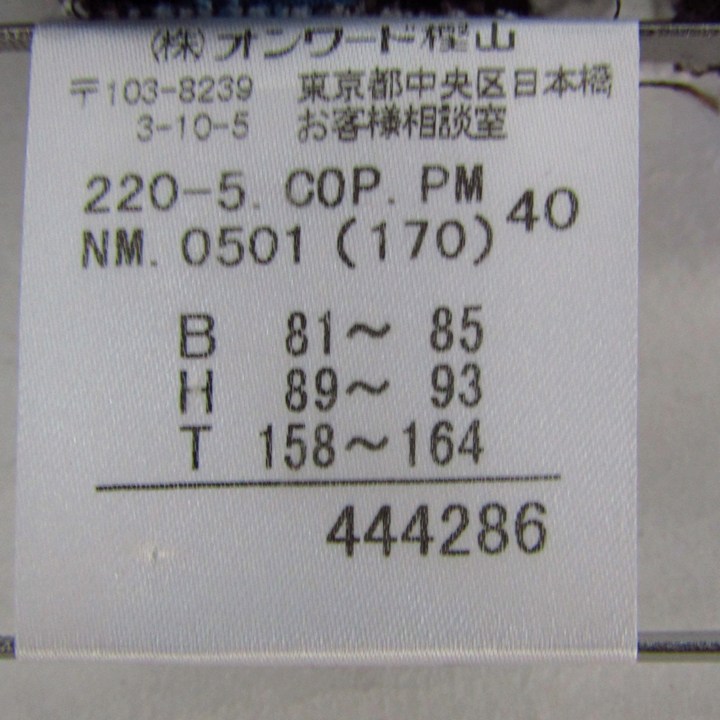 (株)オンワード樫山
〒103-8239 東京都中央区日本橋
3-10-5 お客様相談室
220-5. COP. PM 40
NM. 0501 (170)
B 81～ 85
H 89～ 93
T 158～164
444286